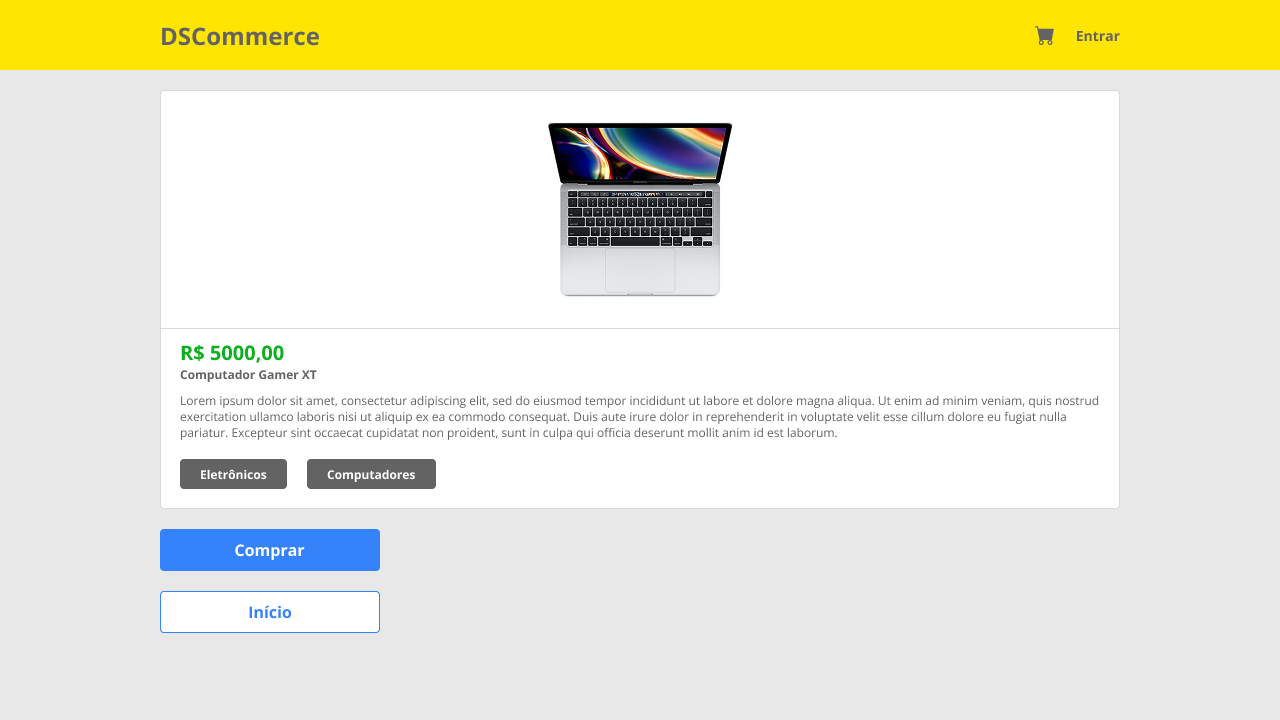 DSCommerce
Entrar
R$ 5000,00
Computador Gamer XT
Lorem ipsum dolor sit amet, consectetur adipiscing elit, sed do eiusmod tempor incididunt ut labore et dolore magna aliqua. Ut enim ad minim veniam, quis nostrud
exercitation ullamco laboris nisi ut aliquip ex ea commodo consequat. Duis aute irure dolor in reprehenderit in voluptate velit esse cillum dolore eu fugiat nulla
pariatur. Excepteur sint occaecat cupidatat non proident, sunt in culpa qui officia deserunt mollit anim id est laborum.
Eletrônicos
Computadores
Comprar
Início